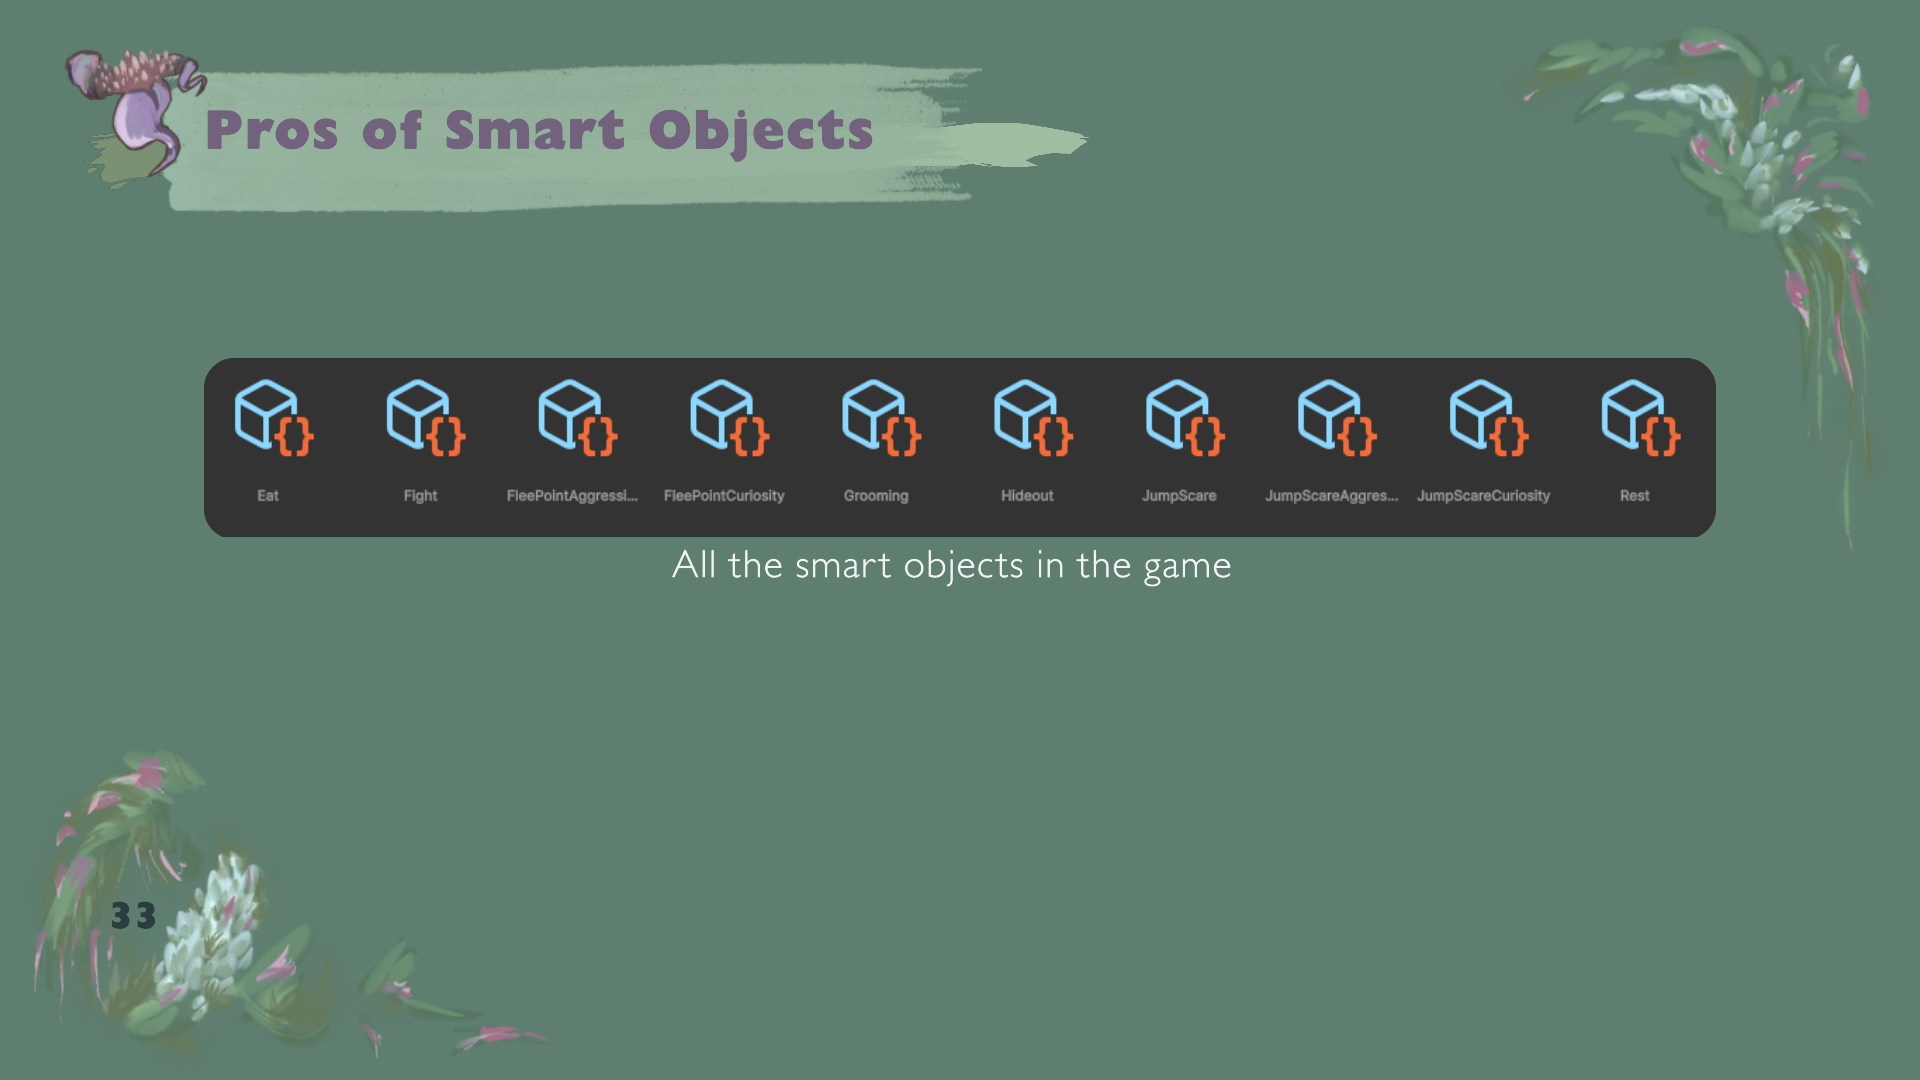 Pros of Smart Objects
Eat Fight FleePointAggressi... FleePointCuriosity Grooming Hideout JumpScare JumpScareAggres... JumpScareCuriosity Rest
All the smart objects in the game
33